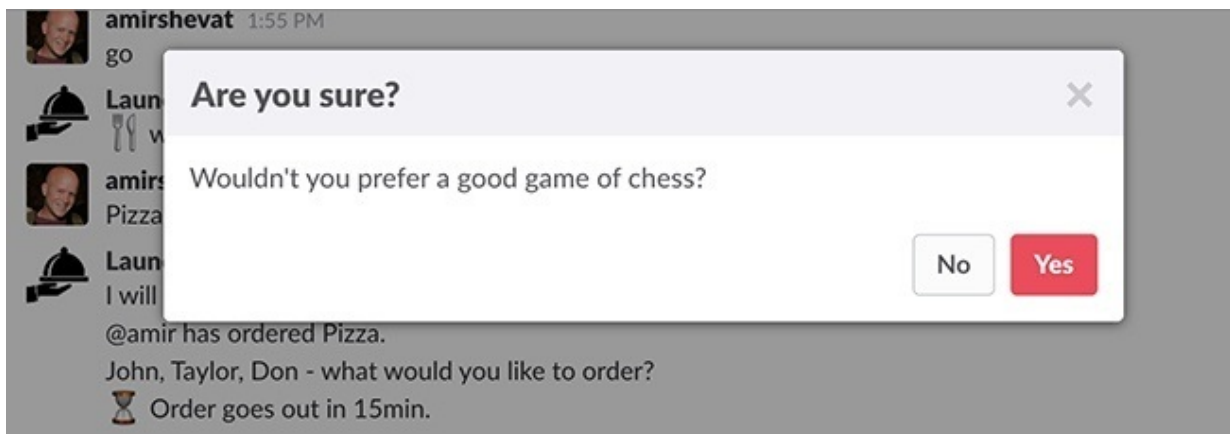 amirshevat 1:55 PM
go
Are you sure?
Wouldn't you prefer a good game of chess?
No Yes
Pizza
I will
@amir has ordered Pizza.
John, Taylor, Don - what would you like to order?
Order goes out in 15min.